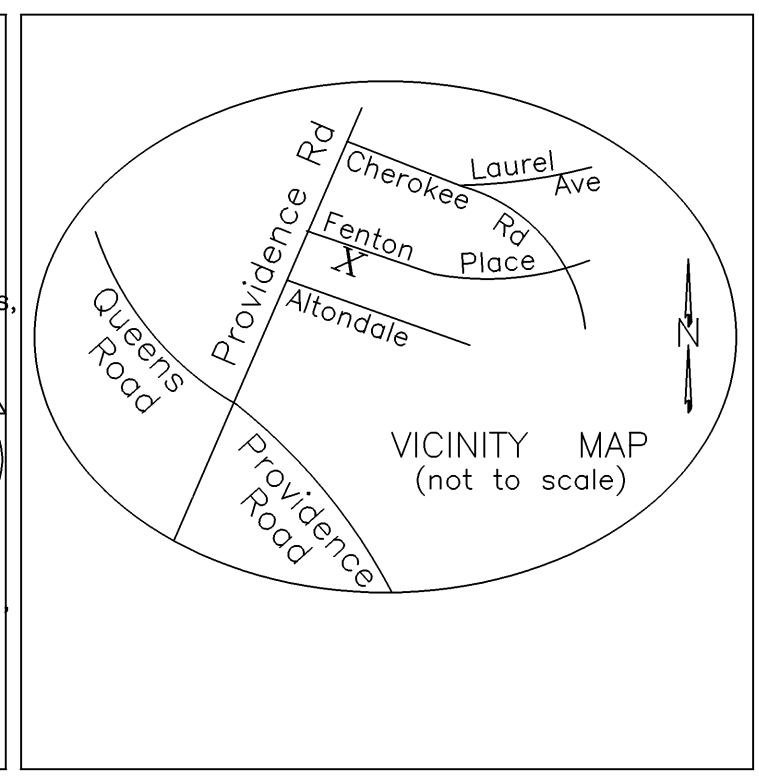 Providence Rd
Cherokee Rd
Laurel Ave
Fenton Place
X
Altondale
Queens
Road
N
VICINITY MAP
(not to scale)
Providence
Road
s,